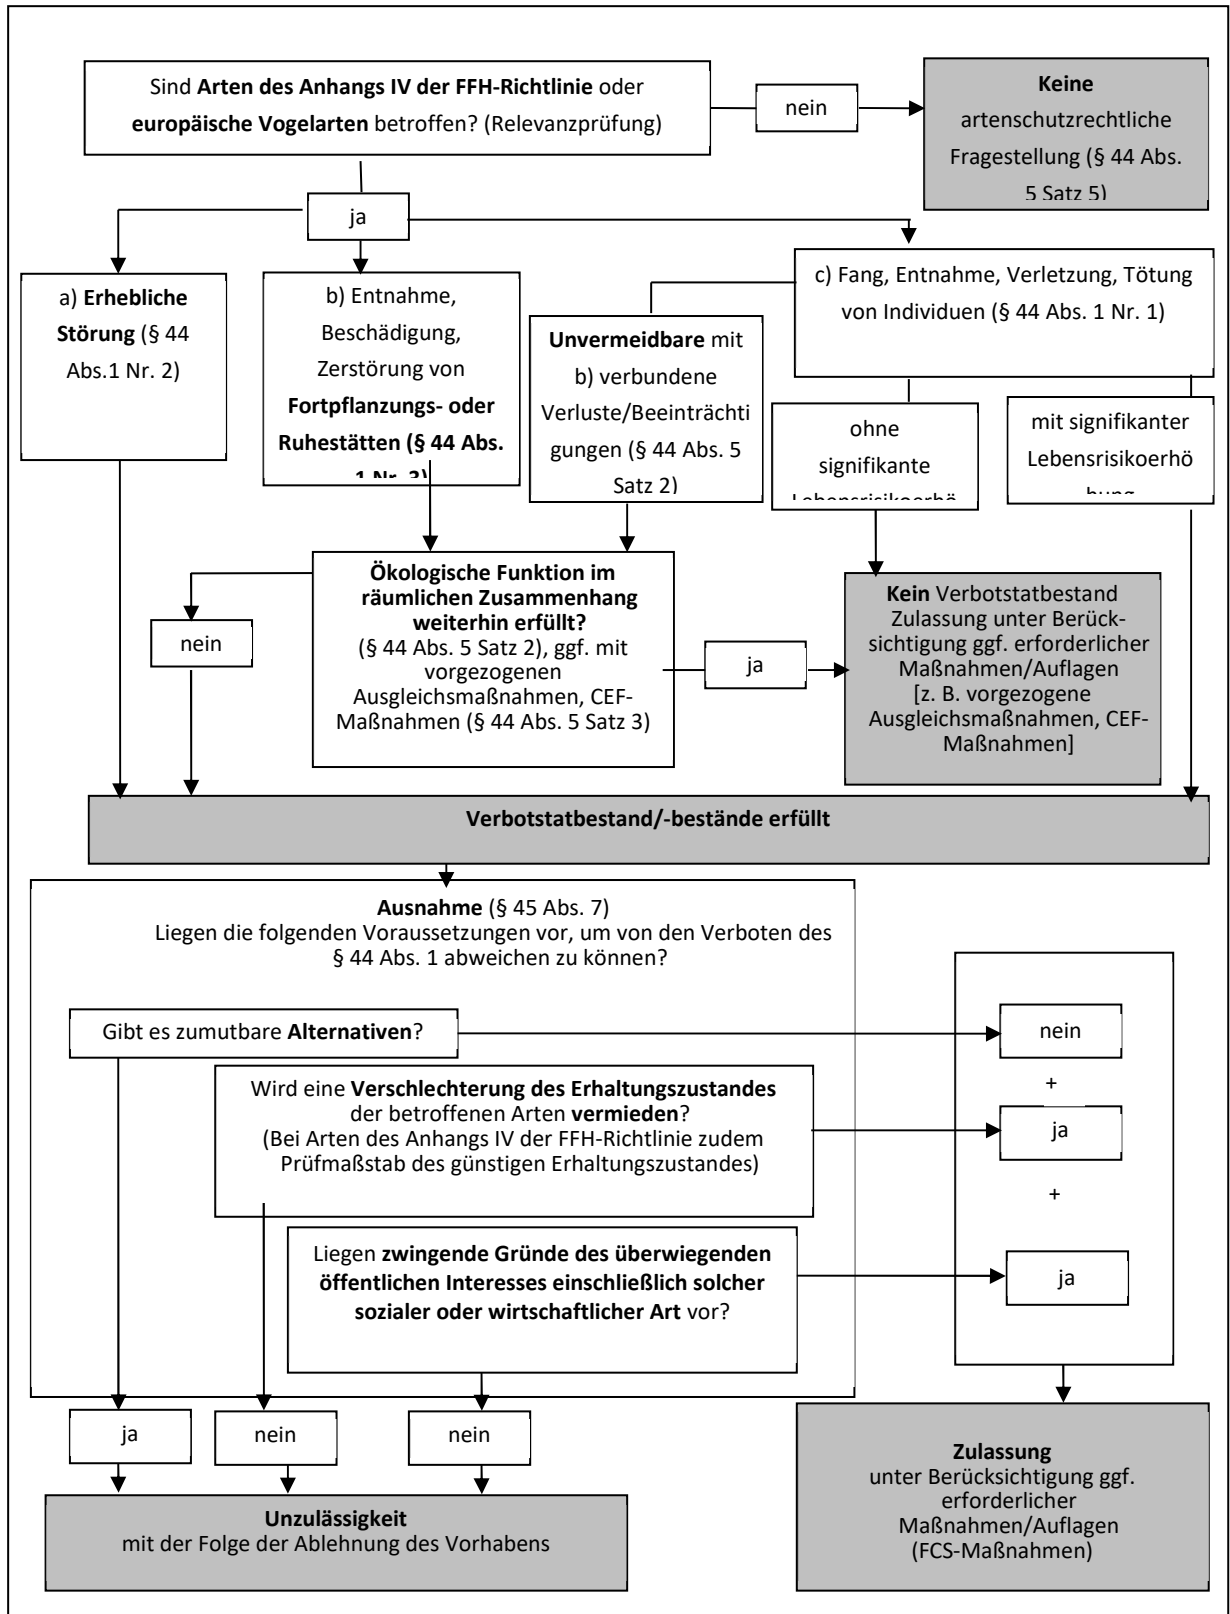 Sind Arten des Anhangs IV der FFH-Richtlinie oder
europäische Vogelarten betroffen? (Relevanzprüfung)
nein
Keine
artenschutzrechtliche
Fragestellung (§ 44 Abs.
5 Satz 5)
ja
a) Erhebliche
Störung (§ 44
Abs.1 Nr. 2)
b) Entnahme,
Beschädigung,
Zerstörung von
Fortpflanzungs- oder
Ruhestätten (§ 44 Abs.
1 Nr. 3)
Unvermeidbare mit
b) verbundene
Verluste/Beeinträchti
gungen (§ 44 Abs. 5
Satz 2)
c) Fang, Entnahme, Verletzung, Tötung
von Individuen (§ 44 Abs. 1 Nr. 1)
ohne
signifikante
Lebensrisikoerhö
mit signifikanter
Lebensrisikoerhö
hung
Ökologische Funktion im
räumlichen Zusammenhang
weiterhin erfüllt?
(§ 44 Abs. 5 Satz 2), ggf. mit
vorgezogenen
Ausgleichsmaßnahmen, CEF-
Maßnahmen (§ 44 Abs. 5 Satz 3)
nein
ja
Kein Verbotstatbestand
Zulassung unter Berück-
sichtigung ggf. erforderlicher
Maßnahmen/Auflagen
[z. B. vorgezogene
Ausgleichsmaßnahmen, CEF-
Maßnahmen]
Verbotstatbestand/-bestände erfüllt
Ausnahme (§ 45 Abs. 7)
Liegen die folgenden Voraussetzungen vor, um von den Verboten des
§ 44 Abs. 1 abweichen zu können?
Gibt es zumutbare Alternativen?
nein
+
Wird eine Verschlechterung des Erhaltungszustandes
der betroffenen Arten vermieden?
(Bei Arten des Anhangs IV der FFH-Richtlinie zudem
Prüfmaßstab des günstigen Erhaltungszustandes)
ja
+
Liegen zwingende Gründe des überwiegenden
öffentlichen Interesses einschließlich solcher
sozialer oder wirtschaftlicher Art vor?
ja
ja
nein
nein
Unzulässigkeit
mit der Folge der Ablehnung des Vorhabens
Zulassung
unter Berücksichtigung ggf.
erforderlicher
Maßnahmen/Auflagen
(FCS-Maßnahmen)